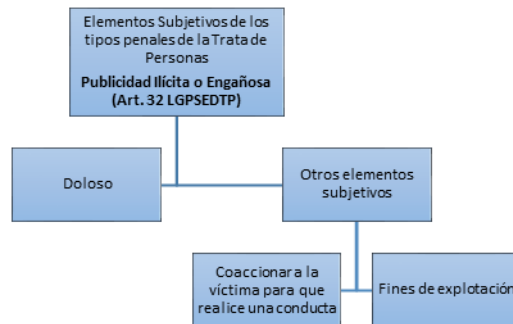 Elementos Subjetivos de los
tipos penales de la Trata de
Personas
Publicidad Ilícita o Engañosa
(Art. 32 LGPSEDTP)
Doloso
Otros elementos
subjetivos
Coaccionar a la
víctima para que
realice una conducta
Fines de explotación